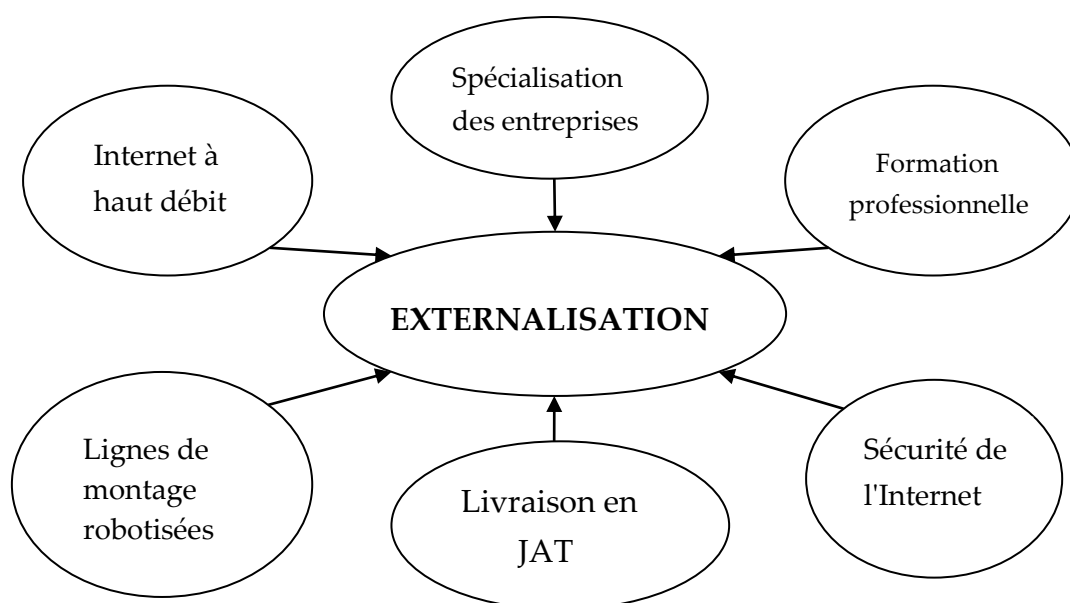 Spécialisation
des entreprises
Internet à
haut débit
Formation
professionnelle
EXTERNALISATION
Lignes de
montage
robotisées
Livraison en
JAT
Sécurité de
l'Internet